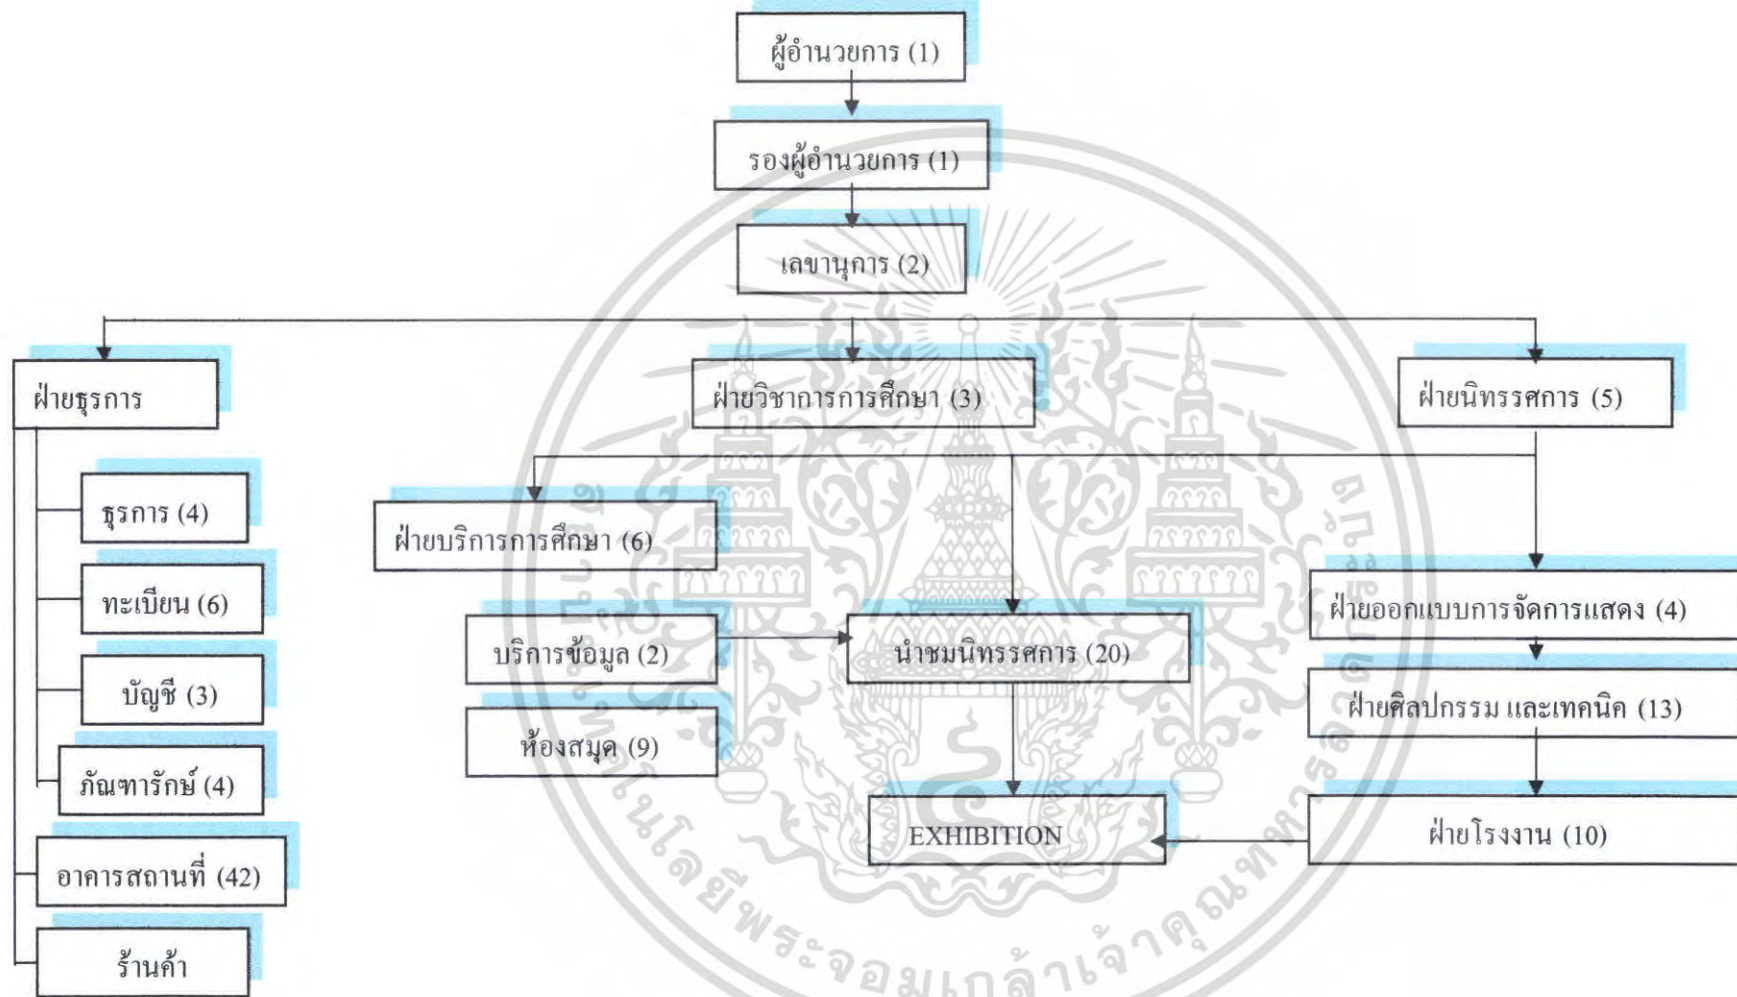 ผู้อำนวยการ (1)
รองผู้อำนวยการ (1)
เลขานุการ (2)
ฝ่ายธุรการ
ฝ่ายวิชาการการศึกษา (3)
ฝ่ายนิทรรศการ (5)
ธุรการ (4)
ทะเบียน (6)
บัญชี (3)
ภัณฑารักษ์ (4)
อาคารสถานที่ (42)
ร้านค้า
ฝ่ายบริการการศึกษา (6)
บริการข้อมูล (2)
ห้องสมุด (9)
นำชมนิทรรศการ (20)
EXHIBITION
ฝ่ายออกแบบการจัดการแสดง (4)
ฝ่ายศิลปกรรม และเทคนิค (13)
ฝ่ายโรงงาน (10)